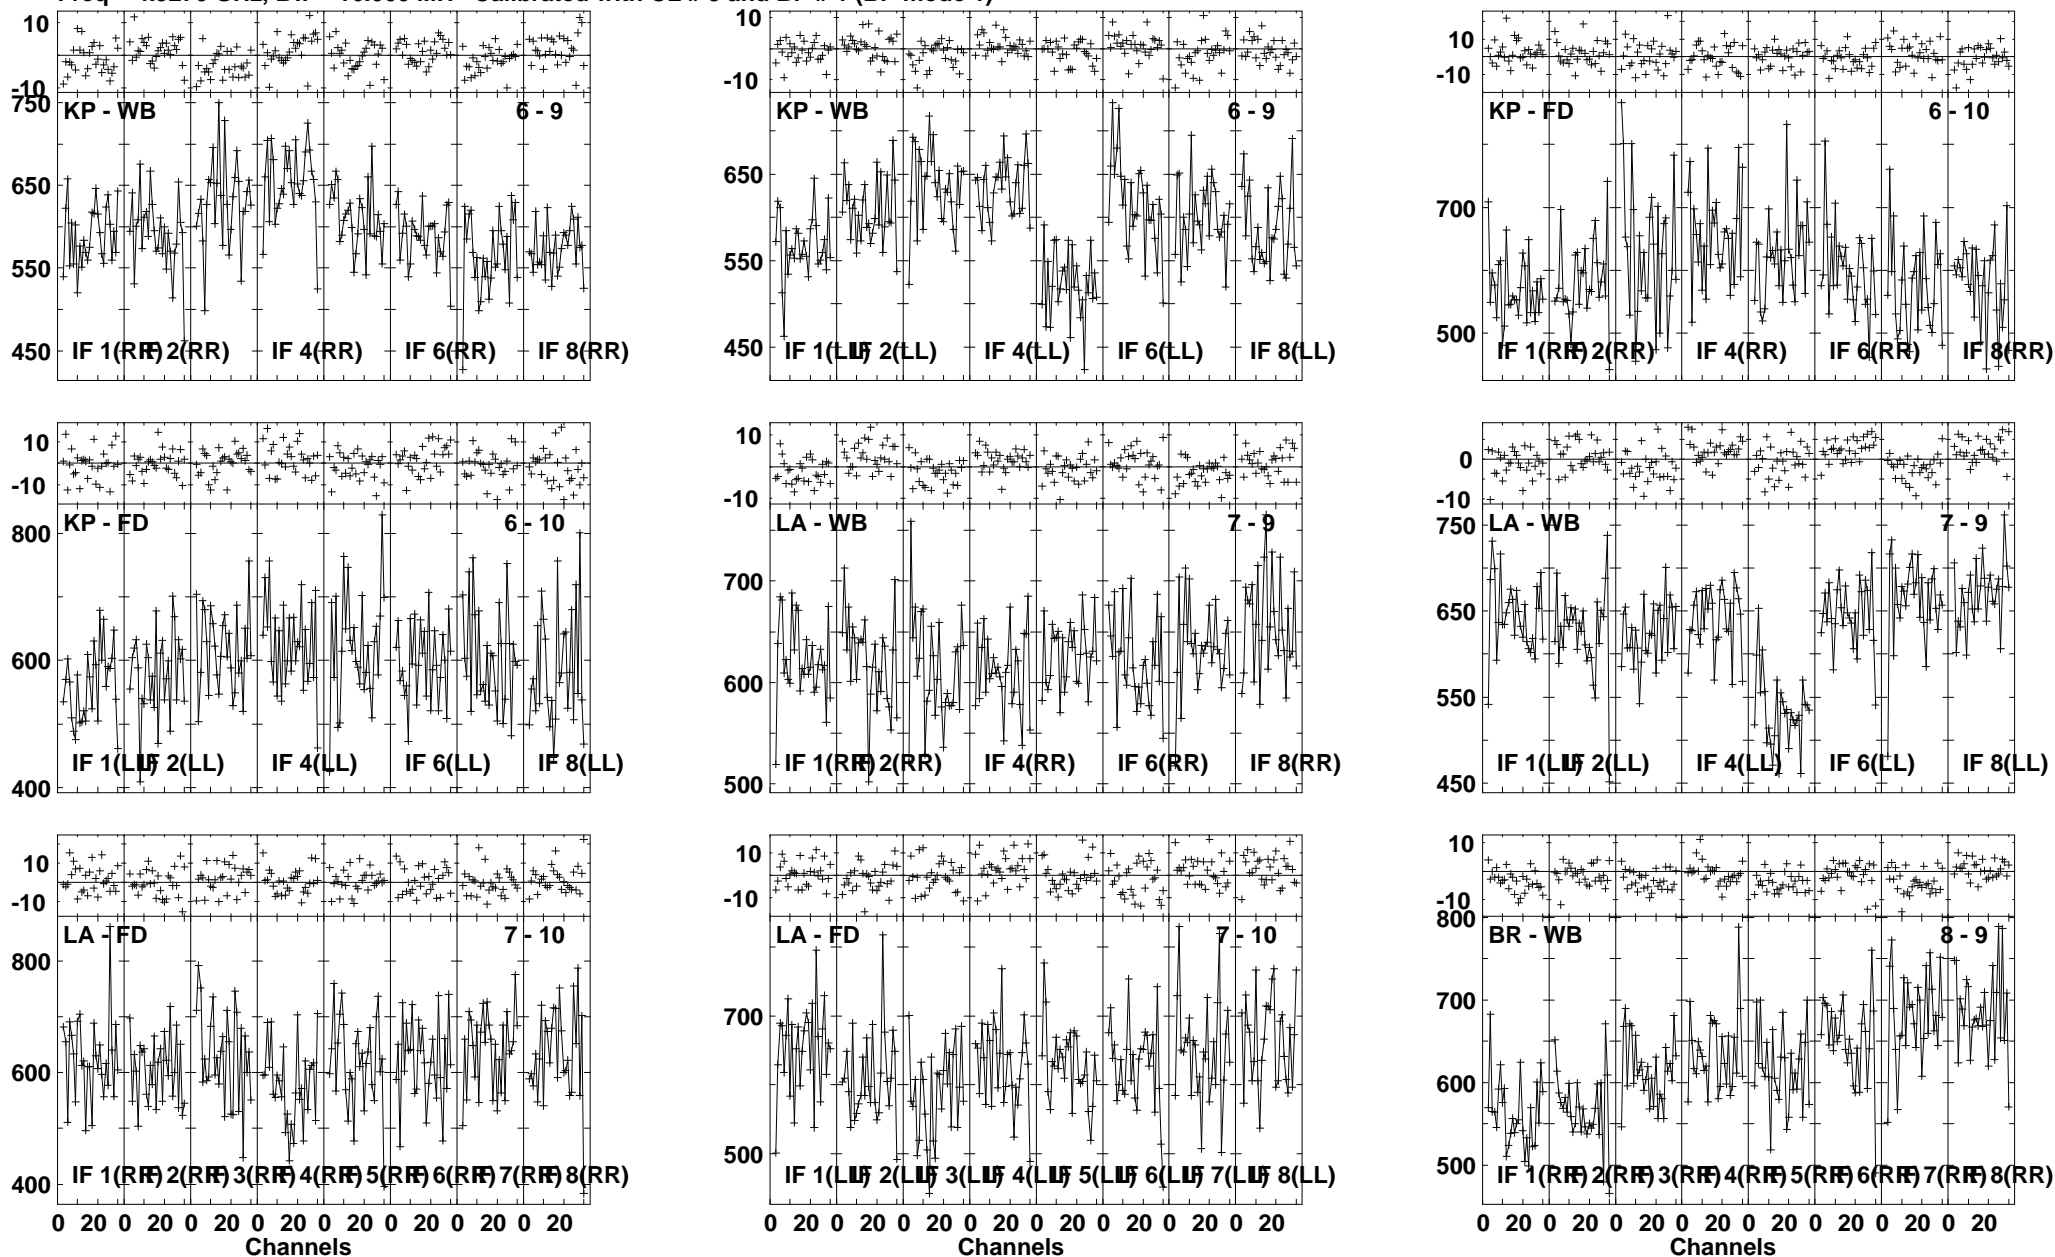 10
-10
750
650
550
450
KP - WB
6 - 9
IF 1(RR)
IF 2(RR)
IF 4(RR)
IF 6(RR)
IF 8(RR)
10
-10
650
550
450
KP - WB
6 - 9
IF 1(LL)
IF 2(LL)
IF 4(LL)
IF 6(LL)
IF 8(LL)
10
-10
700
500
KP - FD
6 - 10
IF 1(RR)
IF 2(RR)
IF 4(RR)
IF 6(RR)
IF 8(RR)
10
-10
800
600
400
KP - FD
6 - 10
IF 1(LL)
IF 2(LL)
IF 4(LL)
IF 6(LL)
IF 8(LL)
10
-10
700
600
500
LA - WB
7 - 9
IF 1(RR)
IF 2(RR)
IF 4(RR)
IF 6(RR)
IF 8(RR)
10
0
-10
750
650
550
450
LA - WB
7 - 9
IF 1(LL)
IF 2(LL)
IF 4(LL)
IF 6(LL)
IF 8(LL)
10
-10
800
600
400
LA - FD
7 - 10
IF 1(RR)
IF 2(RR)
IF 3(RR)
IF 4(RR)
IF 5(RR)
IF 6(RR)
IF 7(RR)
IF 8(RR)
0 20 0 20 0 20 0 20 0 20 0 20 0 20 0 20
Channels
10
-10
700
500
LA - FD
7 - 10
IF 1(LL)
IF 2(LL)
IF 3(LL)
IF 4(LL)
IF 5(LL)
IF 6(LL)
IF 7(LL)
IF 8(LL)
0 20 0 20 0 20 0 20 0 20 0 20 0 20 0 20
Channels
10
-10
800
700
600
500
BR - WB
8 - 9
IF 1(RR)
IF 2(RR)
IF 3(RR)
IF 4(RR)
IF 5(RR)
IF 6(RR)
IF 7(RR)
IF 8(RR)
0 20 0 20 0 20 0 20 0 20 0 20 0 20 0 20
Channels